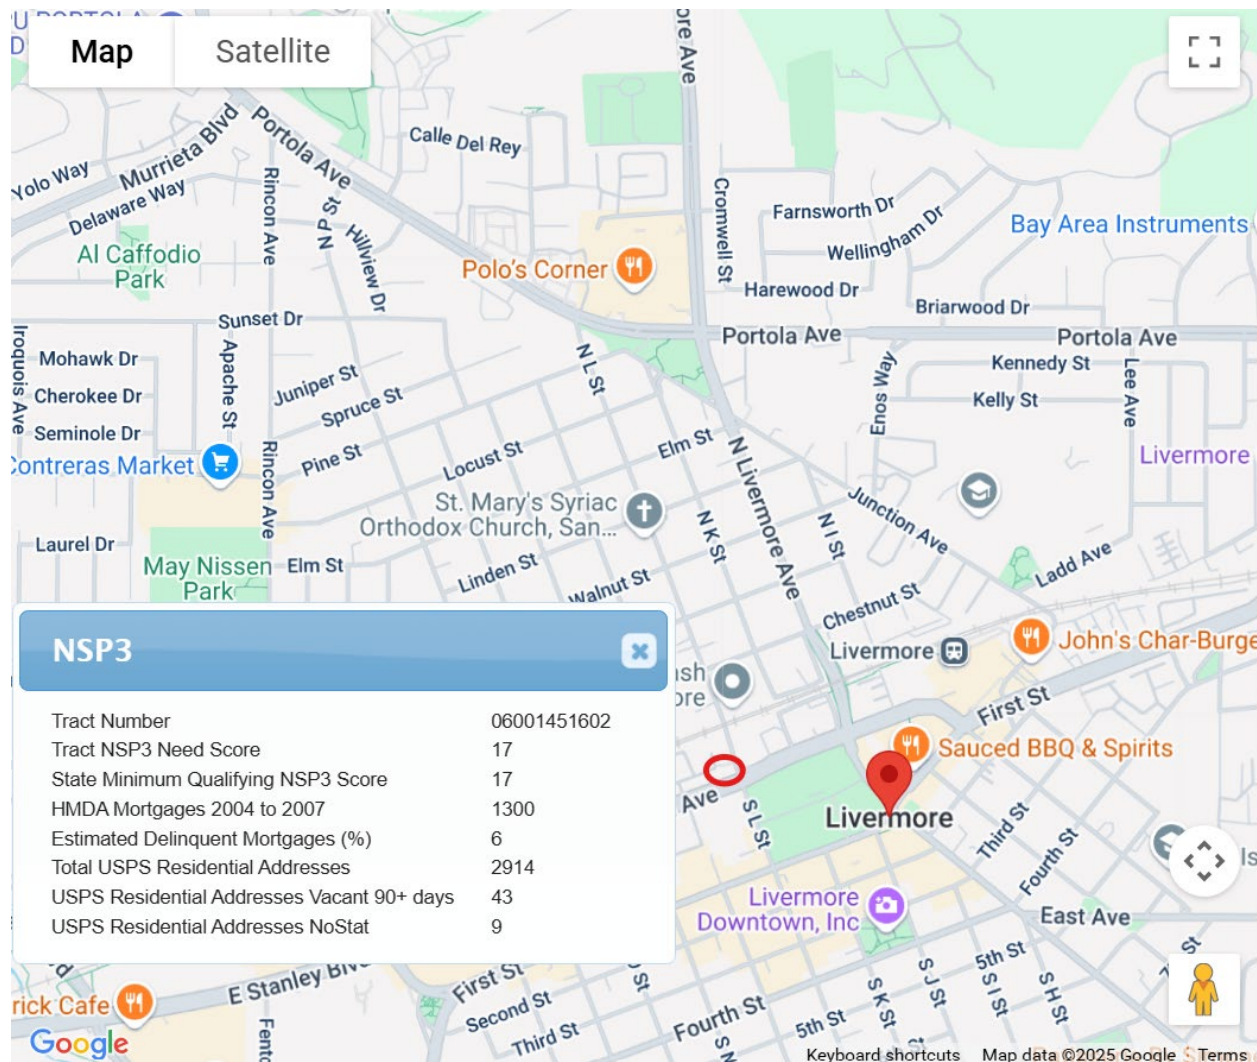 U PORTOLA
Map
Satellite
Calle Del Rey
Portola Ave
Murrieta Blvd
Yolo Way
Delaware Way
Rincon Ave
N P St
Hillview Dr
Al Caffodio
Park
Polo's Corner
Cromwell St
Farnsworth Dr
Wellingham Dr
Bay Area Instruments
Harewood Dr
Briarwood Dr
Sunset Dr
Portola Ave
Portola Ave
Iroquois Ave
Mohawk Dr
Apache St
Juniper St
N L St
Enos Way
Kennedy St
Lee Ave
Cherokee Dr
Spruce St
Kelly St
Seminole Dr
Contreras Market
Rincon Ave
Pine St
Locust St
Elm St
N Livermore Ave
Livermore
St. Mary's Syriac
Orthodox Church, San...
Junction Ave
N K St
N I St
Laurel Dr
May Nissen
Park
Elm St
Linden St
Walnut St
Ladd Ave
Chestnut St
Livermore
John's Char-Burge
NSP3
First St
Sauced BBQ & Spirits
Tract Number 06001451602
Tract NSP3 Need Score 17
State Minimum Qualifying NSP3 Score 17
HMDA Mortgages 2004 to 2007 1300
Estimated Delinquent Mortgages (%) 6
Total USPS Residential Addresses 2914
USPS Residential Addresses Vacant 90+ days 43
USPS Residential Addresses NoStat 9
Ave
S L St
Livermore
Third St
Fourth St
Livermore
Downtown, Inc
East Ave
5th St
S J St
S I St
S H St
S K St
E Stanley Blvd
First St
Second St
Third St
Fourth St
5th St
rick Cafe
Google
Keyboard shortcuts
Map data ©2025 Google
Terms